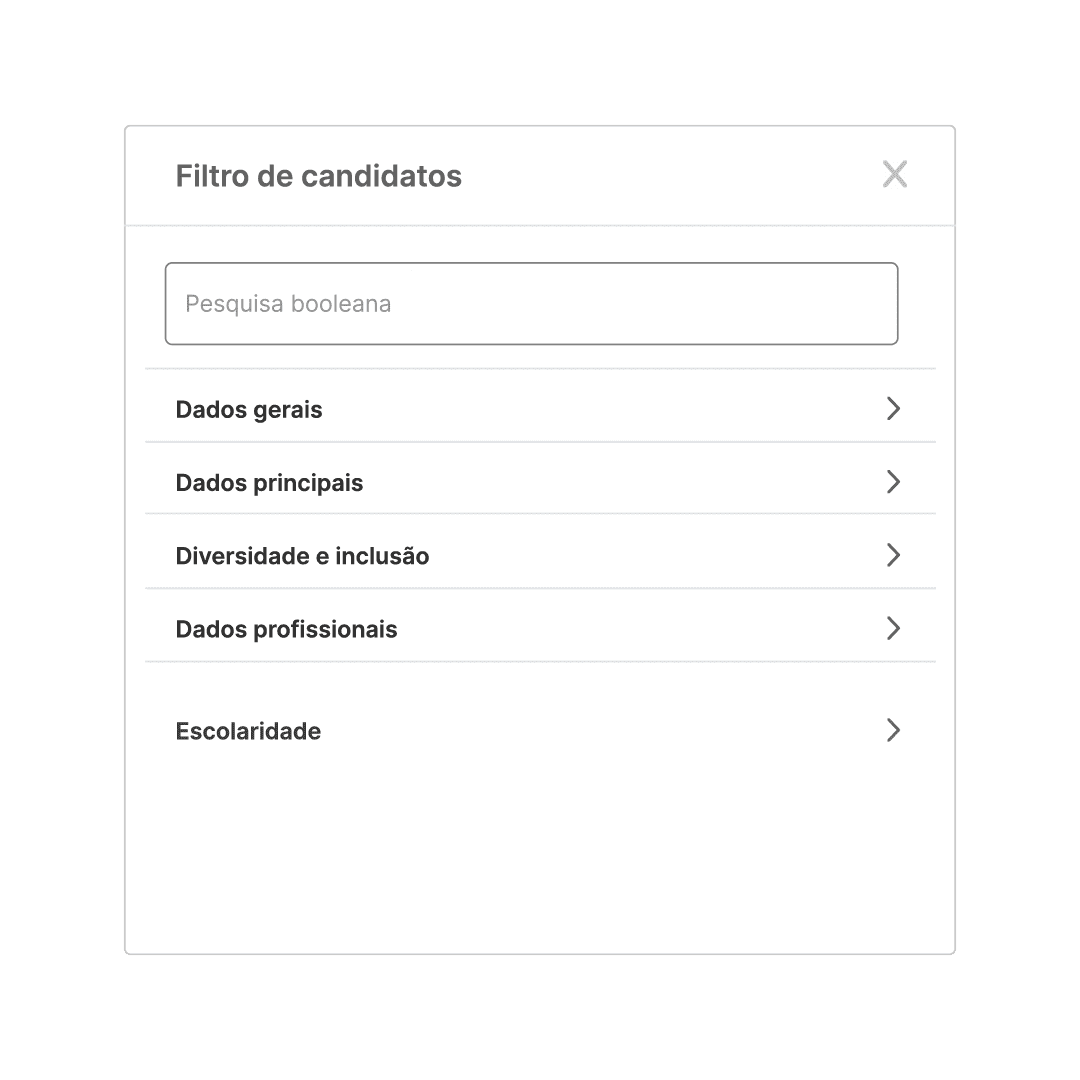 Filtro de candidatos
Pesquisa booleana
Dados gerais
Dados principais
Diversidade e inclusão
Dados profissionais
Escolaridade